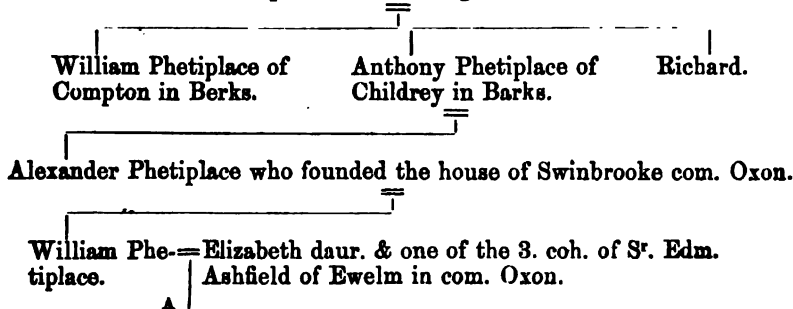 William Phetiplace of
Compton in Berks.
Anthony Phetiplace of
Childrey in Barks.
Richard.
Alexander Phetiplace who founded the house of Swinbrooke com. Oxon.
William Phe-
tiplace.
Elizabeth daur. & one of the 3. coh. of Sʳ. Edm.
Ashfield of Ewelm in com. Oxon.
A